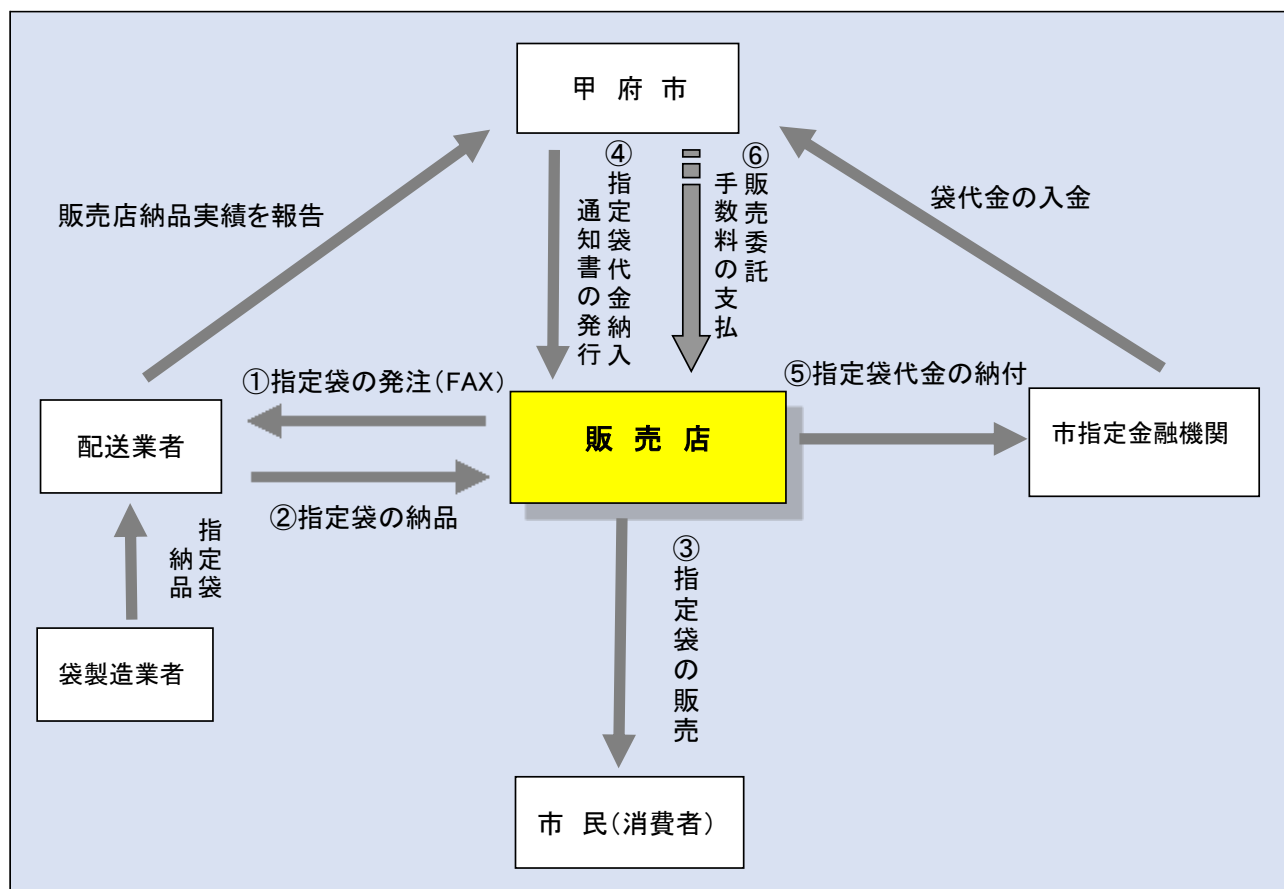 甲 府 市
④指定袋代金納入
通知書の発行
⑥販売委託
手数料の支払
販売店納品実績を報告
袋代金の入金
①指定袋の発注(FAX)
⑤指定袋代金の納付
配送業者
販 売 店
市指定金融機関
②指定袋の納品
指定袋
納品
③指定袋の販売
袋製造業者
市 民(消費者)